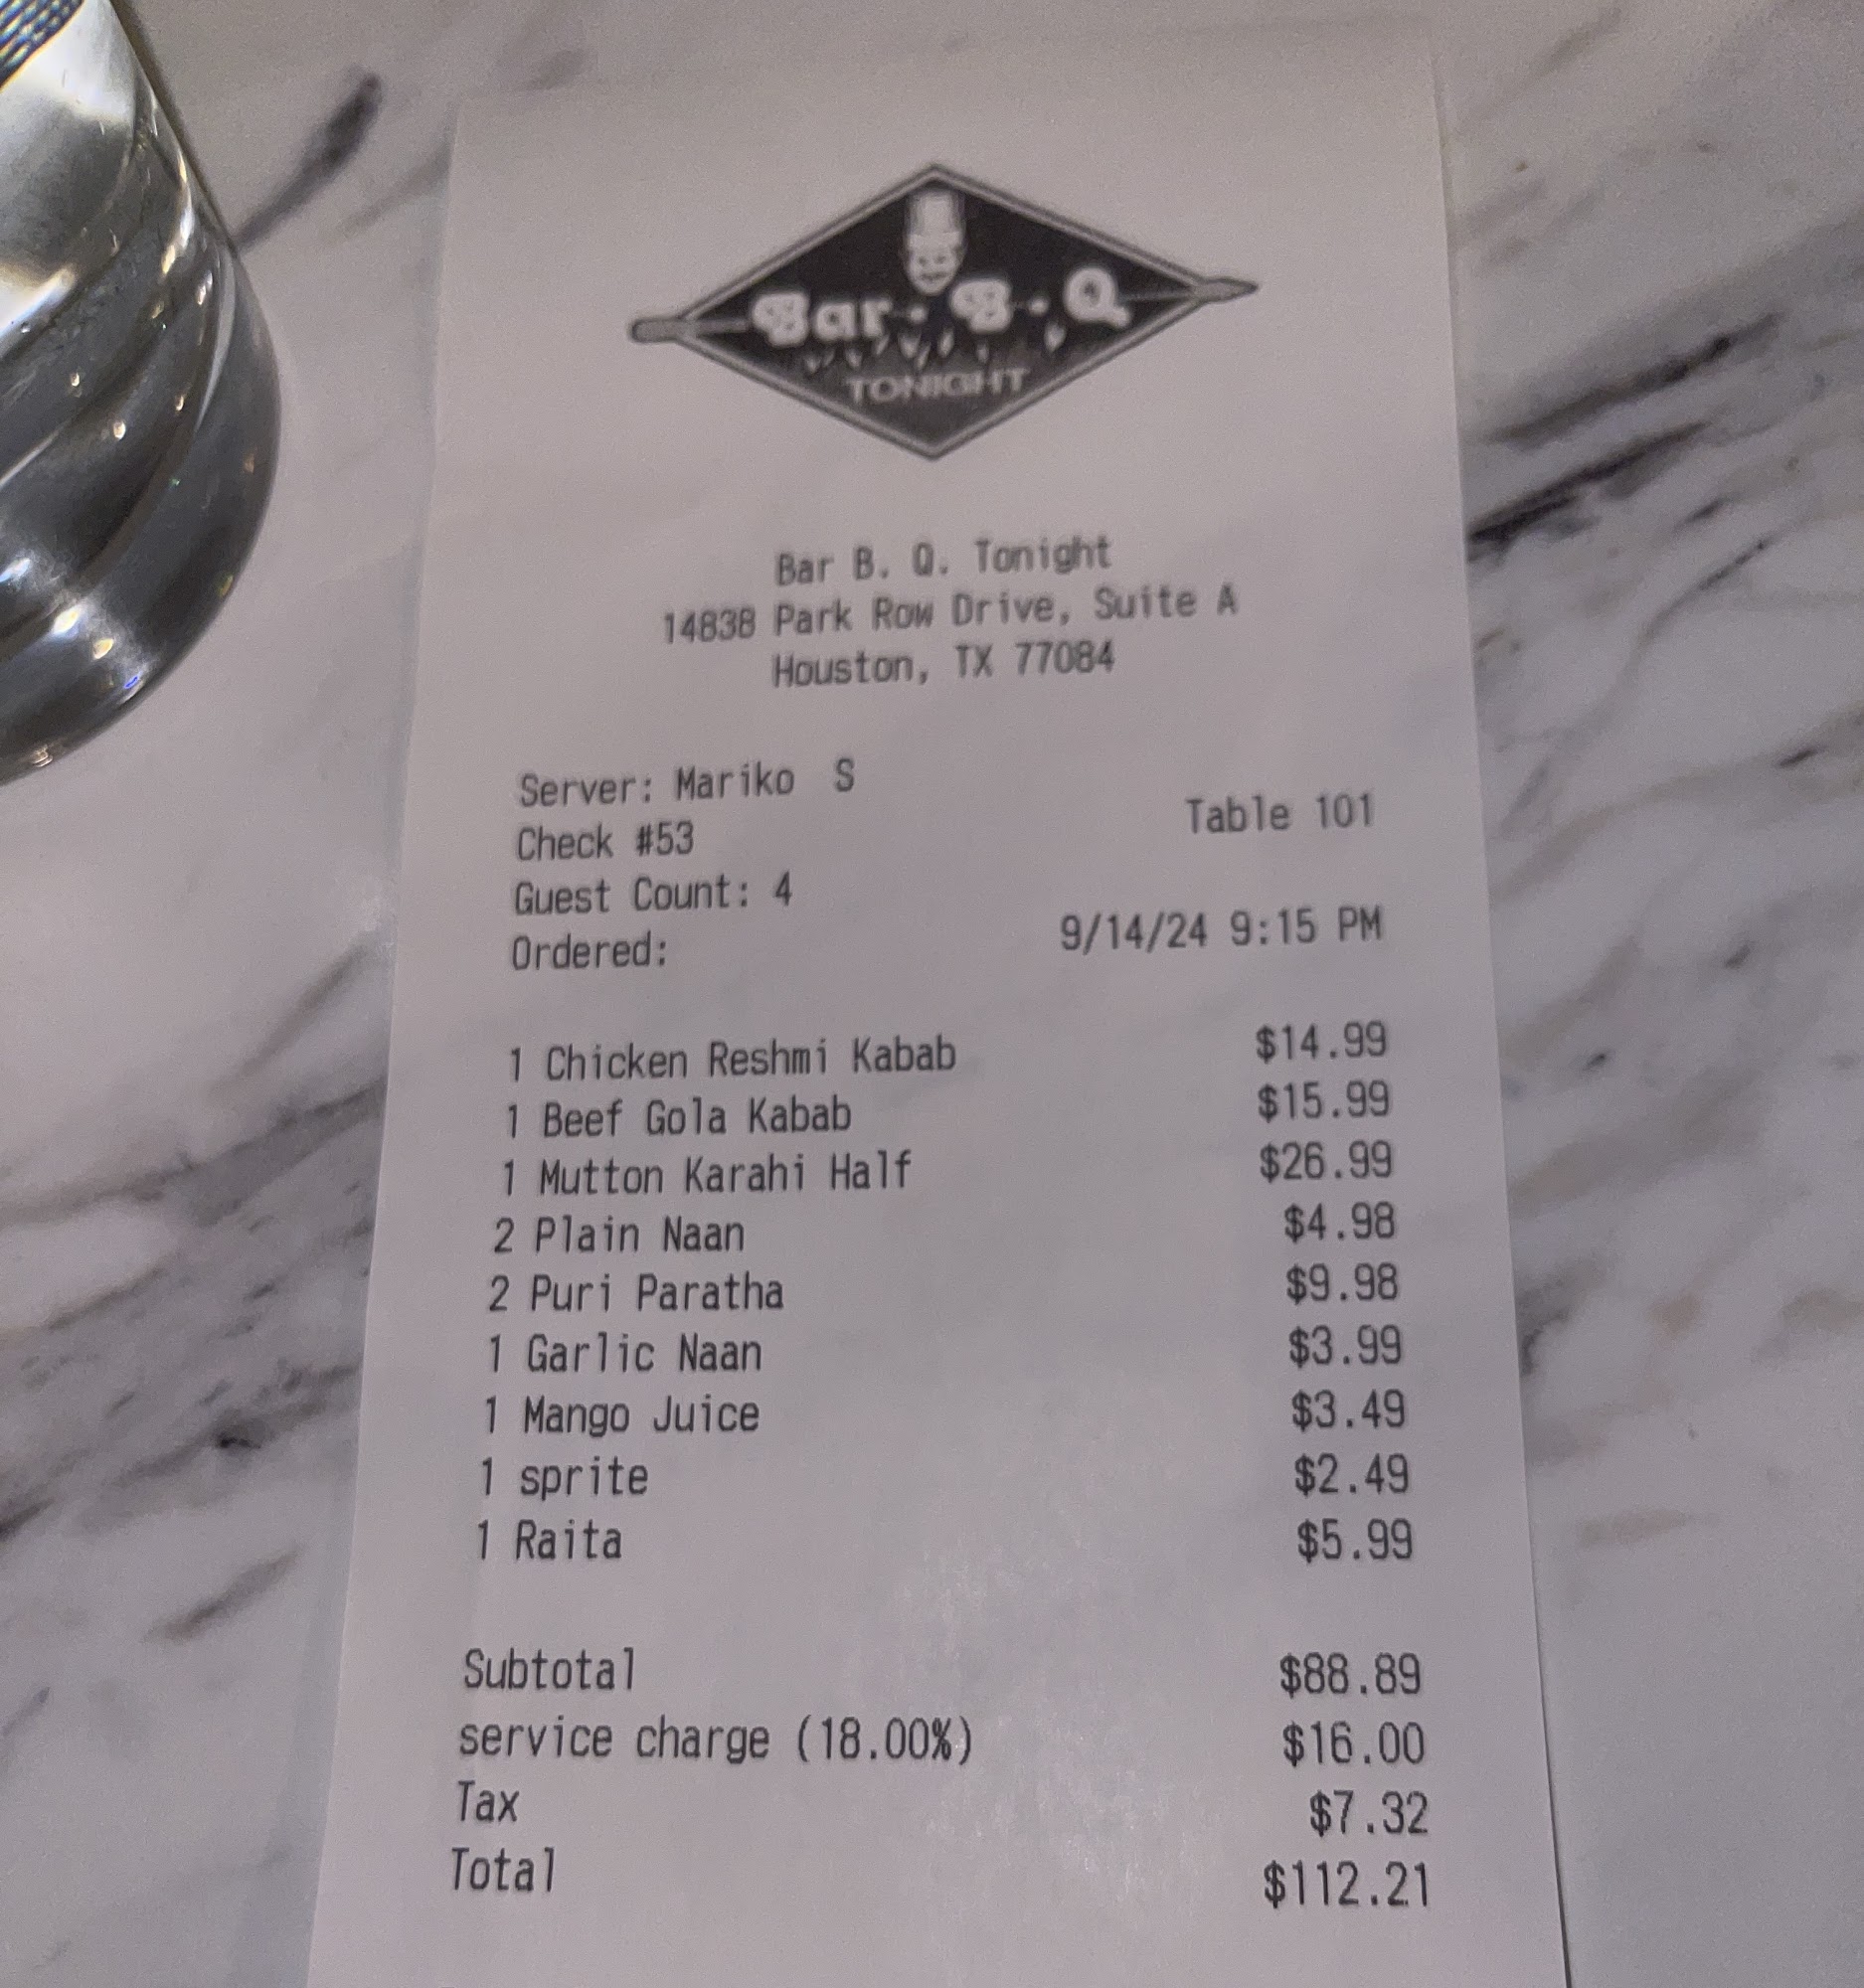 Bar · B · Q
TONIGHT
Bar B. Q. Tonight
14838 Park Row Drive, Suite A
Houston, TX 77084
Server: Mariko S
Check #53 Table 101
Guest Count: 4
Ordered: 9/14/24 9:15 PM
1 Chicken Reshmi Kabab $14.99
1 Beef Gola Kabab $15.99
1 Mutton Karahi Half $26.99
2 Plain Naan $4.98
2 Puri Paratha $9.98
1 Garlic Naan $3.99
1 Mango Juice $3.49
1 sprite $2.49
1 Raita $5.99
Subtotal $88.89
service charge (18.00%) $16.00
Tax $7.32
Total $112.21